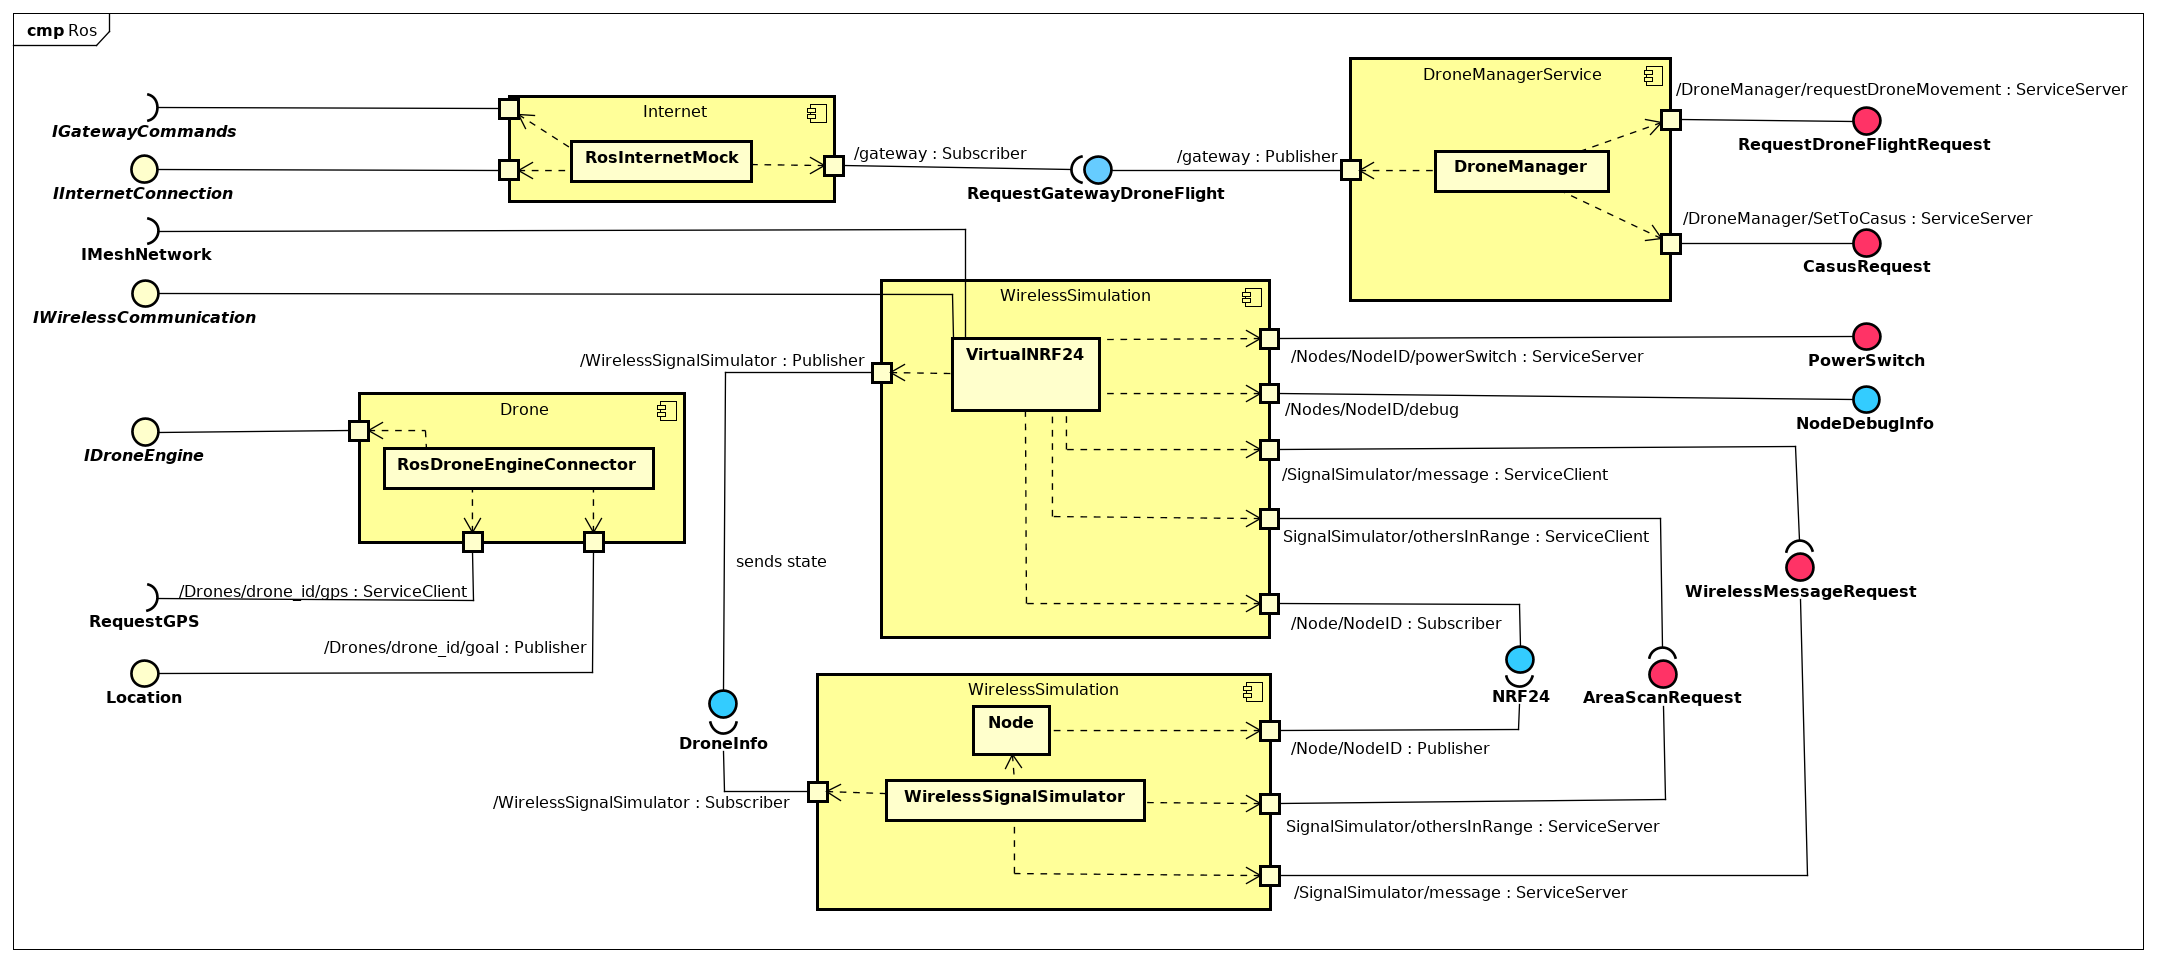 cmp Ros
IGatewayCommands
IInternetConnection
IMeshNetwork
IWirelessCommunication
Internet
RosInternetMock
/gateway : Subscriber
RequestGatewayDroneFlight
/gateway : Publisher
DroneManagerService
DroneManager
/DroneManager/requestDroneMovement : ServiceServer
RequestDroneFlightRequest
/DroneManager/SetToCasus : ServiceServer
CasusRequest
WirelessSimulation
VirtualNRF24
/WirelessSignalSimulator : Publisher
/Nodes/NodeID/powerSwitch : ServiceServer
PowerSwitch
/Nodes/NodeID/debug
NodeDebugInfo
/SignalSimulator/message : ServiceClient
SignalSimulator/othersInRange : ServiceClient
WirelessMessageRequest
/Node/NodeID : Subscriber
IDroneEngine
Drone
RosDroneEngineConnector
/Drones/drone_id/gps : ServiceClient
RequestGPS
/Drones/drone_id/goal : Publisher
Location
sends state
DroneInfo
/WirelessSignalSimulator : Subscriber
WirelessSimulation
Node
WirelessSignalSimulator
NRF24
AreaScanRequest
/Node/NodeID : Publisher
SignalSimulator/othersInRange : ServiceServer
/SignalSimulator/message : ServiceServer